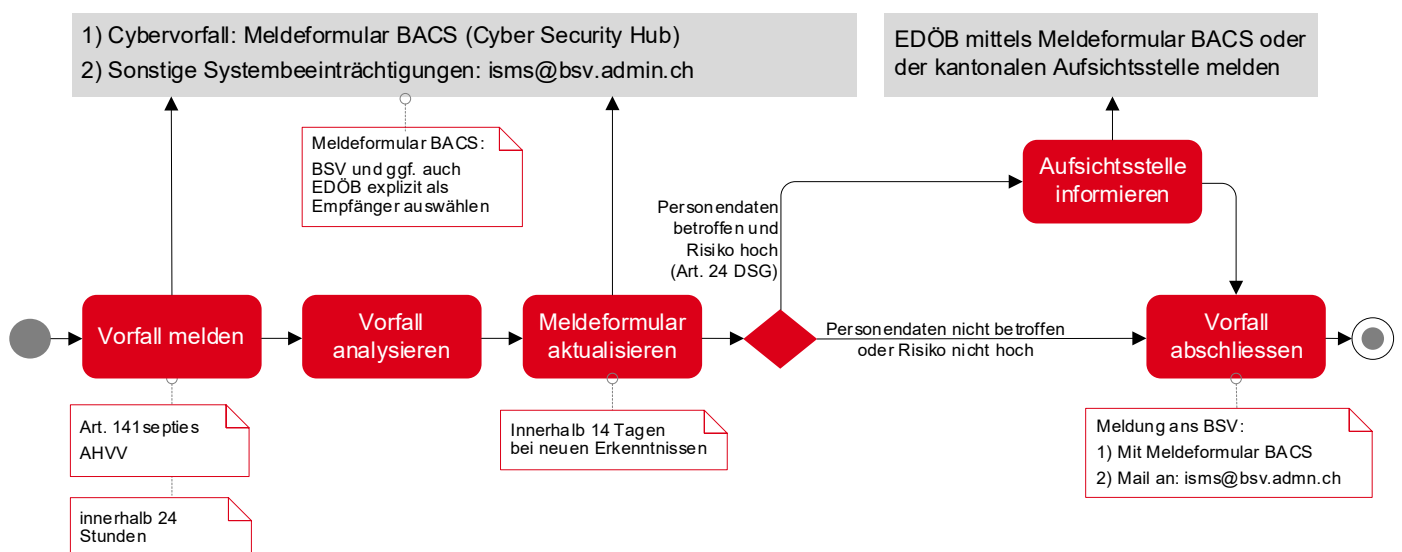 1) Cybervorfall: Meldeformular BACS (Cyber Security Hub)
2) Sonstige Systembeeinträchtigungen: isms@bsv.admin.ch
EDÖB mittels Meldeformular BACS oder
der kantonalen Aufsichtsstelle melden
Meldeformular BACS:
BSV und ggf. auch
EDÖB explizit als
Empfänger auswählen
Aufsichtsstelle
informieren
Personendaten
betroffen und
Risiko hoch
(Art. 24 DSG)
Vorfall melden
Vorfall
analysieren
Meldeformular
aktualisieren
Personendaten nicht betroffen
oder Risiko nicht hoch
Vorfall
abschliessen
Art. 141septies
AHVV
innerhalb 24
Stunden
Innerhalb 14 Tagen
bei neuen Erkenntnissen
Meldung ans BSV:
1) Mit Meldeformular BACS
2) Mail an: isms@bsv.admn.ch